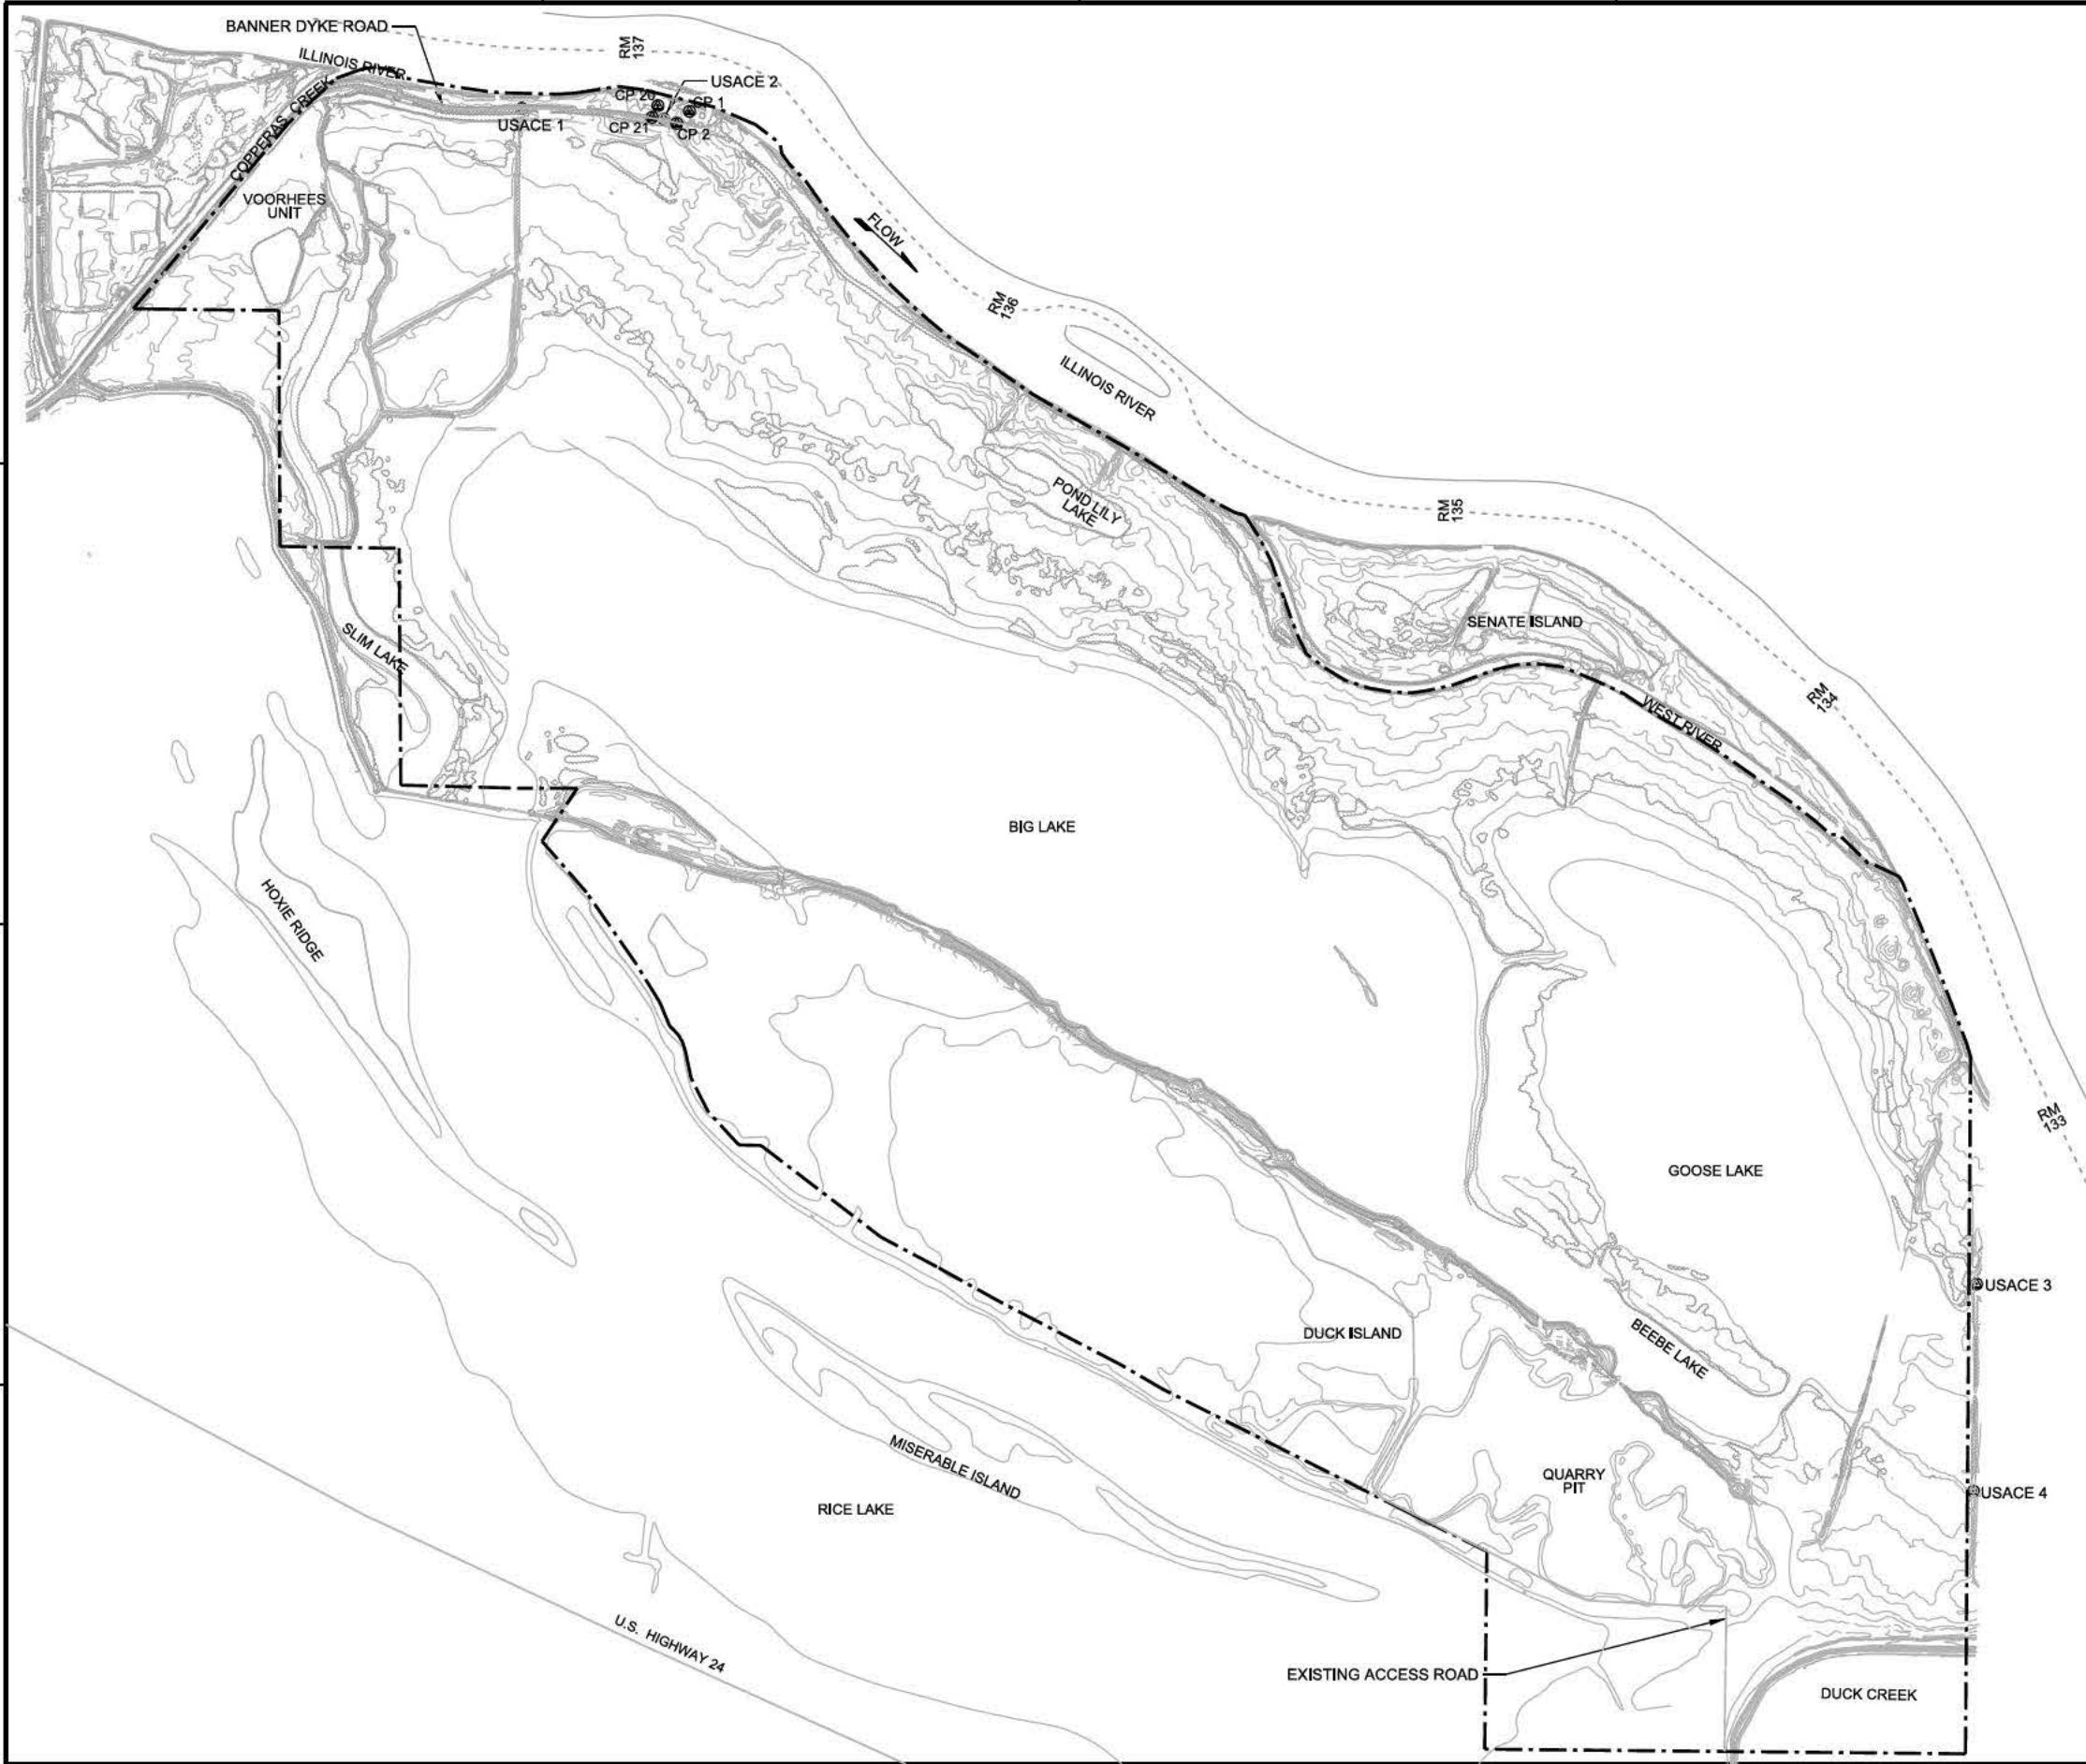 BANNER DYKE ROAD
ILLINOIS RIVER
RM
137
USACE 2
CP 20
CP 1
USACE 1
CP 21
CP 2
COPPERAS CREEK
VOORHEES
UNIT
FLOW
RM
136
ILLINOIS RIVER
POND LILY
LAKE
RM
135
SENATE ISLAND
SLIM LAKE
RM
134
WEST RIVER
BIG LAKE
HOXIE RIDGE
RM
133
GOOSE LAKE
USACE 3
DUCK ISLAND
BEEBE LAKE
MISERABLE ISLAND
QUARRY
PIT
USACE 4
RICE LAKE
U.S. HIGHWAY 24
EXISTING ACCESS ROAD
DUCK CREEK